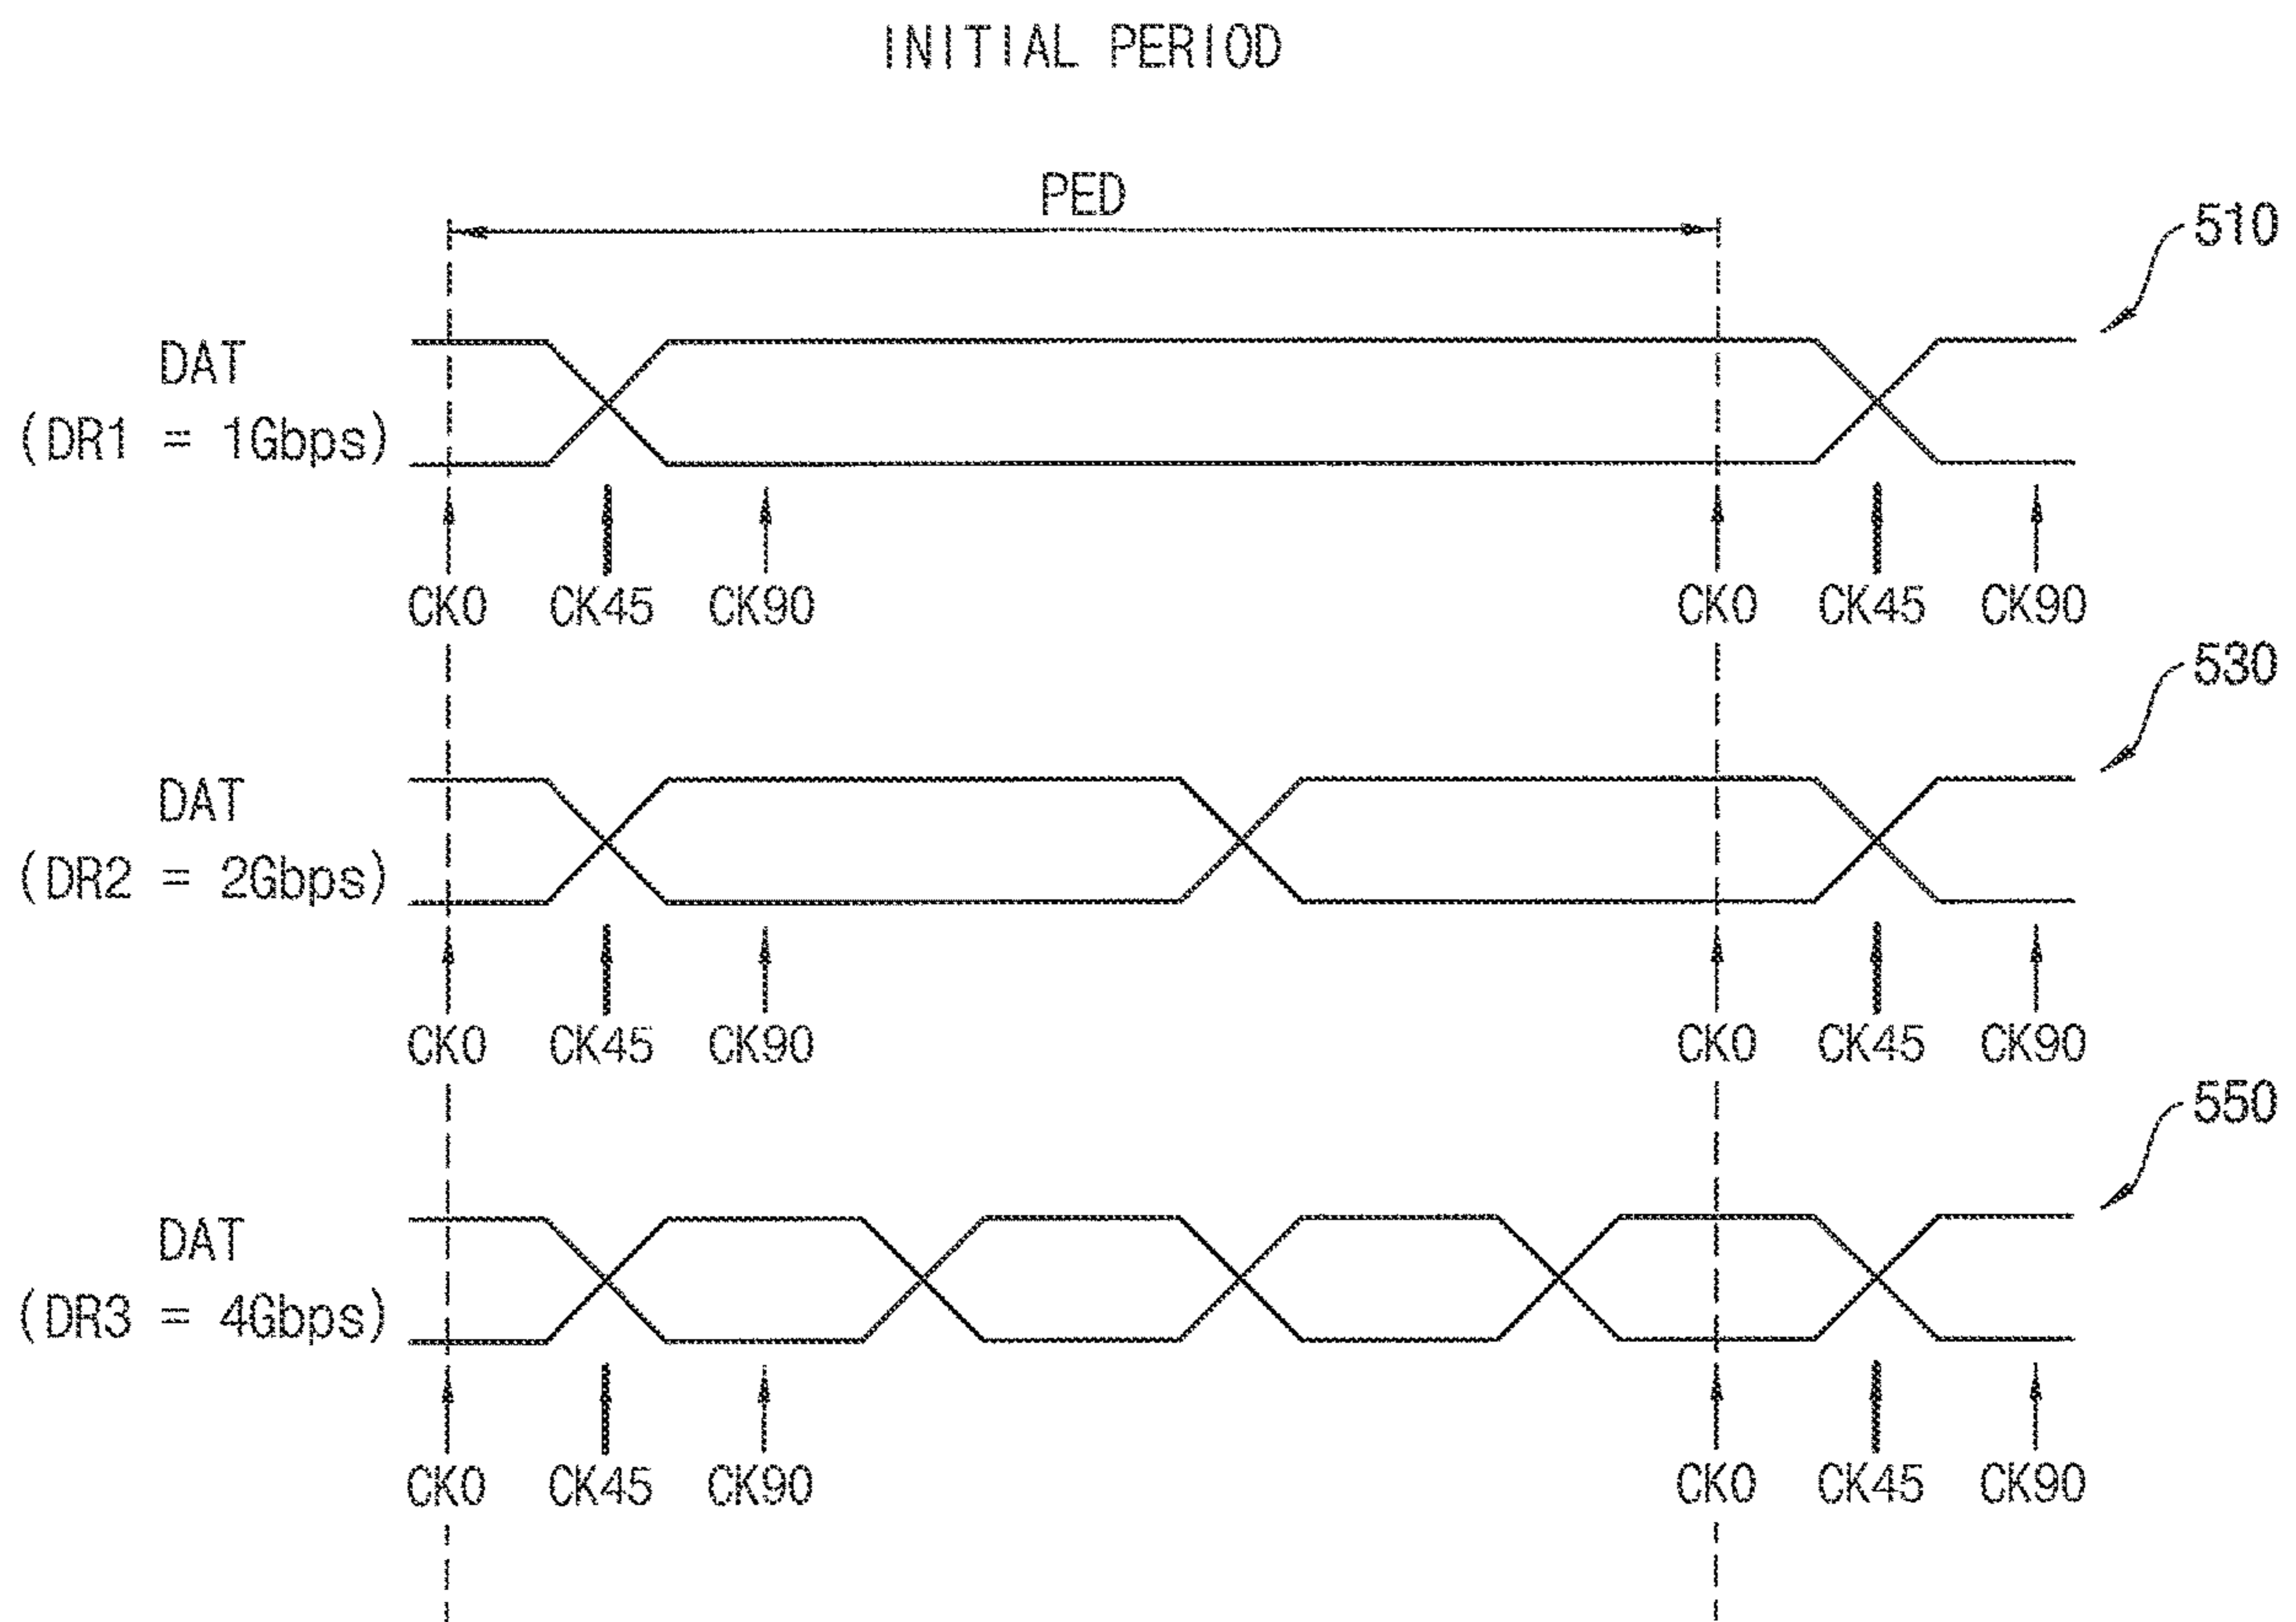 INITIAL PERIOD
PED
510
DAT
(DR1 = 1Gbps)
CK0 CK45 CK90 CK0 CK45 CK90
530
DAT
(DR2 = 2Gbps)
CK0 CK45 CK90 CK0 CK45 CK90
550
DAT
(DR3 = 4Gbps)
CK0 CK45 CK90 CK0 CK45 CK90